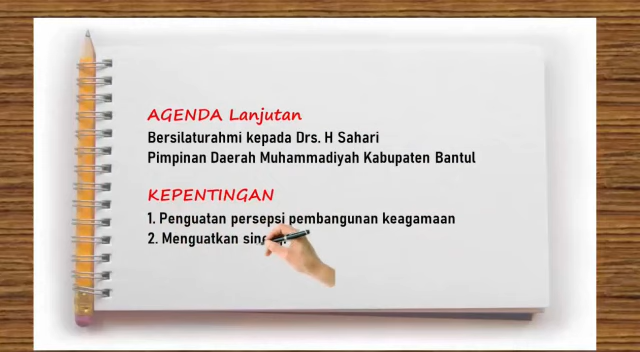 AGENDA Lanjutan
Bersilaturahmi kepada Drs. H Sahari
Pimpinan Daerah Muhammadiyah Kabupaten Bantul
KEPENTINGAN
1. Penguatan persepsi pembangunan keagamaan
2. Menguatkan